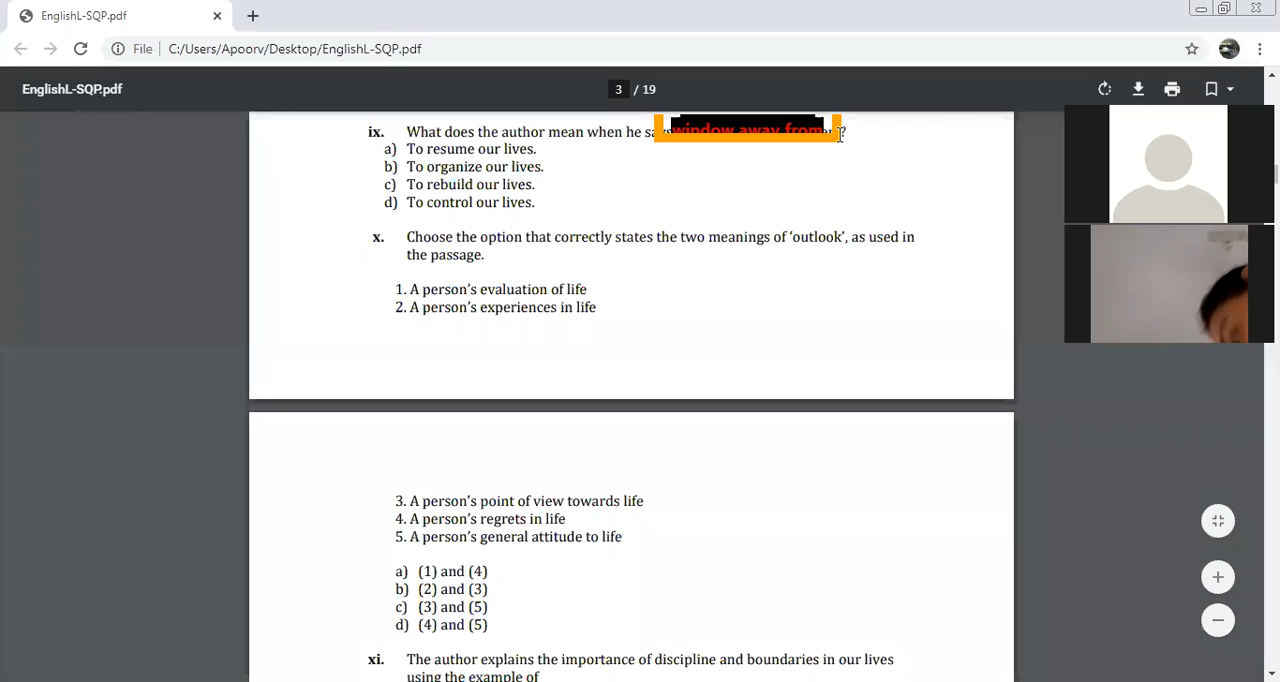 EnglishL-SQP.pdf
File C:/Users/Apoorv/Desktop/EnglishL-SQP.pdf
EnglishL-SQP.pdf
3 / 19
ix. What does the author mean when he says window away from ?
a) To resume our lives.
b) To organize our lives.
c) To rebuild our lives.
d) To control our lives.
x. Choose the option that correctly states the two meanings of ‘outlook’, as used in
the passage.
1. A person’s evaluation of life
2. A person’s experiences in life
3. A person’s point of view towards life
4. A person’s regrets in life
5. A person’s general attitude to life
a) (1) and (4)
b) (2) and (3)
c) (3) and (5)
d) (4) and (5)
xi. The author explains the importance of discipline and boundaries in our lives
using the example of